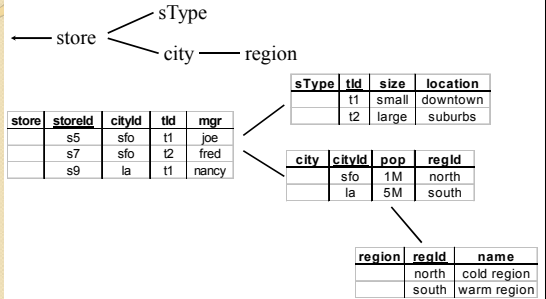 sType
store
city region
sType tId size location
t1 small downtown
t2 large suburbs
store storeId cityId tId mgr
s5 sfo t1 joe
s7 sfo t2 fred
s9 la t1 nancy
city cityId pop regId
sfo 1M north
la 5M south
region regId name
north cold region
south warm region